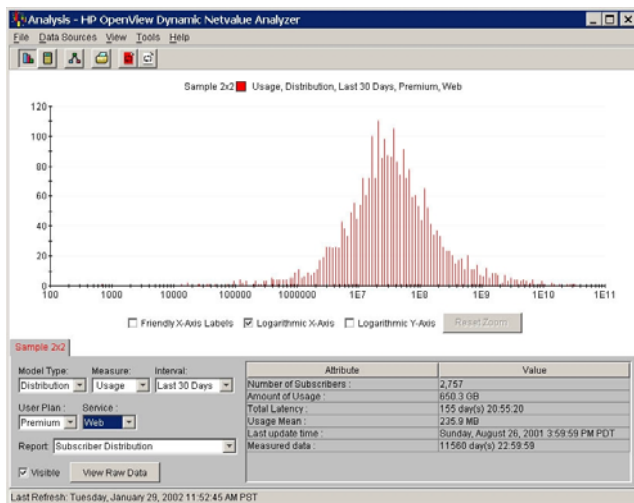 Analysis - HP OpenView Dynamic Netvalue Analyzer
File Data Sources View Tools Help
Sample 2x2 Usage, Distribution, Last 30 Days, Premium, Web
120
100
80
60
40
20
0
100 1000 10000 100000 1000000 1E7 1E8 1E9 1E10 1E11
Friendly X-Axis Labels Logarithmic X-Axis Logarithmic Y-Axis Reset Zoom
Sample 2x2
Model Type: Measure: Interval:
Distribution Usage Last 30 Days
User Plan : Service :
Premium Web
Report: Subscriber Distribution
Visible View Raw Data
Attribute Value
Number of Subscribers : 2,757
Amount of Usage : 650.3 GB
Total Latency : 155 day(s) 20:55:20
Usage Mean : 235.9 MB
Last update time : Sunday, August 26, 2001 3:59:59 PM PDT
Measured data : 11560 day(s) 22:59:59
Last Refresh: Tuesday, January 29, 2002 11:52:45 AM PST